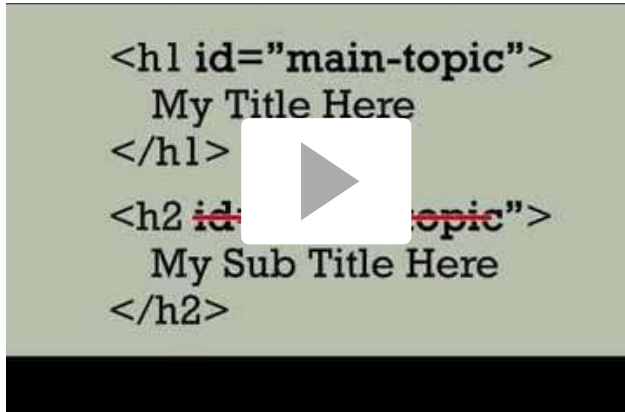 <h1 id=”main-topic”>
My Title Here
</h1>
<h2 id= topic”>
My Sub Title Here
</h2>